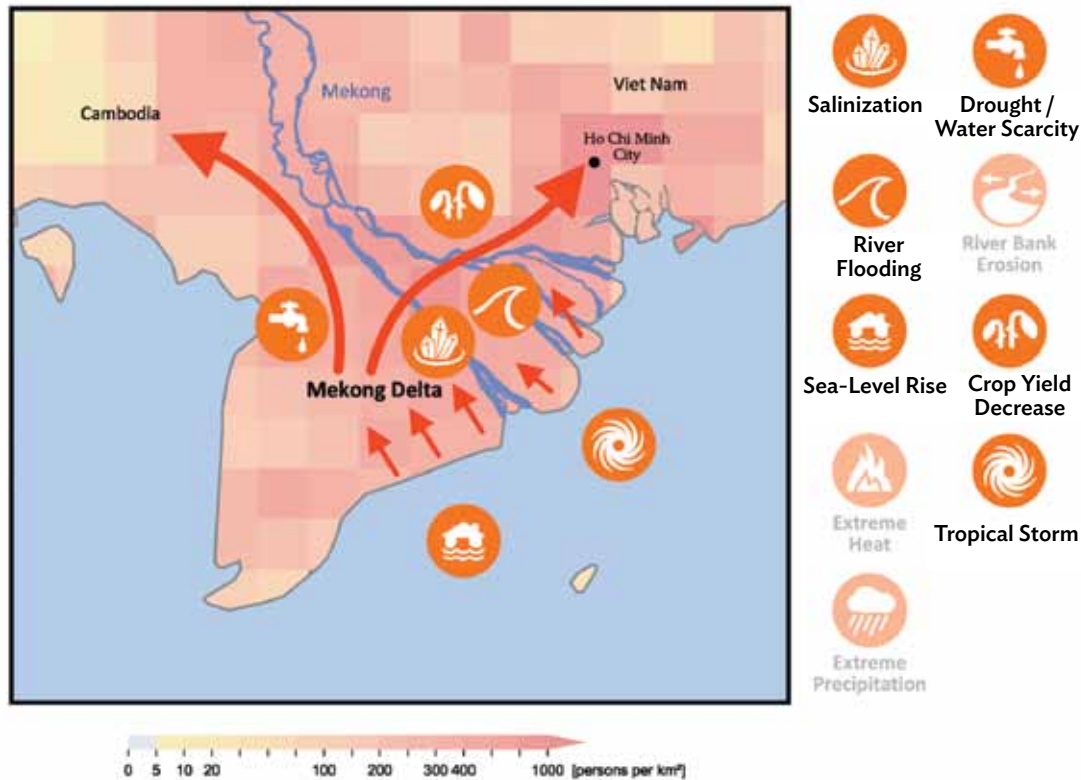 Cambodia
Mekong
Viet Nam
Ho Chi Minh
City
Mekong Delta
Salinization
Drought /
Water Scarcity
River
Flooding
River Bank
Erosion
Sea-Level Rise
Crop Yield
Decrease
Extreme
Heat
Tropical Storm
Extreme
Precipitation
0 5 10 20 100 200 300 400 1000 [persons per km²]